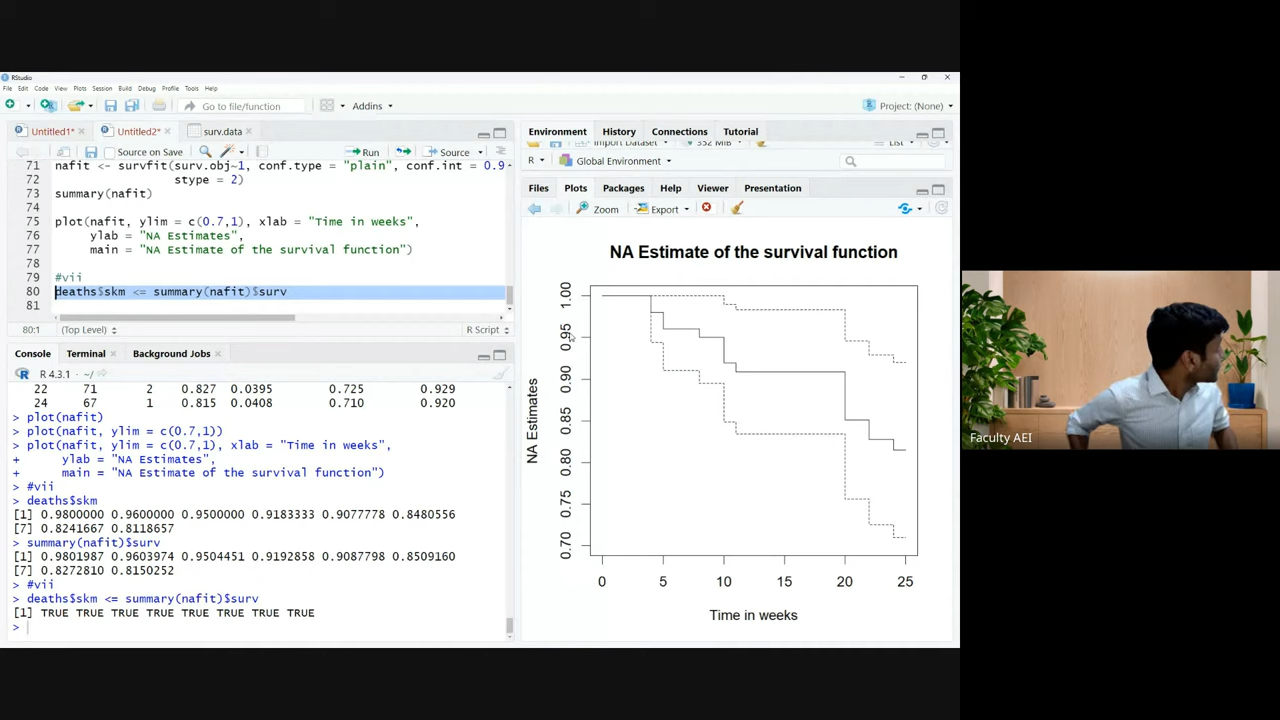 RStudio
File Edit Code View Plots Session Build Debug Profile Tools Help
Go to file/function
Addins
Project: (None)
Untitled1*
Untitled2*
surv.data
Source on Save
Run
Source
71 nafit <- survfit(surv.obj~1, conf.type = "plain", conf.int = 0.9
72 stype = 2)
73 summary(nafit)
74
75 plot(nafit, ylim = c(0.7,1), xlab = "Time in weeks",
76 ylab = "NA Estimates",
77 main = "NA Estimate of the survival function")
78
79 #vii
80 deaths$skm <= summary(nafit)$surv
81
80:1 (Top Level) R Script
Console Terminal Background Jobs
R 4.3.1 · ~/
22 71 2 0.827 0.0395 0.725 0.929
24 67 1 0.815 0.0408 0.710 0.920
> plot(nafit)
> plot(nafit, ylim = c(0.7,1))
> plot(nafit, ylim = c(0.7,1), xlab = "Time in weeks",
+ ylab = "NA Estimates",
+ main = "NA Estimate of the survival function")
> #vii
> deaths$skm
[1] 0.9800000 0.9600000 0.9500000 0.9183333 0.9077778 0.8480556
[7] 0.8241667 0.8118657
> summary(nafit)$surv
[1] 0.9801987 0.9603974 0.9504451 0.9192858 0.9087798 0.8509160
[7] 0.8272810 0.8150252
> #vii
> deaths$skm <= summary(nafit)$surv
[1] TRUE TRUE TRUE TRUE TRUE TRUE TRUE TRUE
>
Environment History Connections Tutorial
Import Dataset
352 MiB
List
R
Global Environment
Files Plots Packages Help Viewer Presentation
Zoom
Export
NA Estimate of the survival function
NA Estimates
1.00
0.95
0.90
0.85
0.80
0.75
0.70
0 5 10 15 20 25
Time in weeks
Faculty AEI